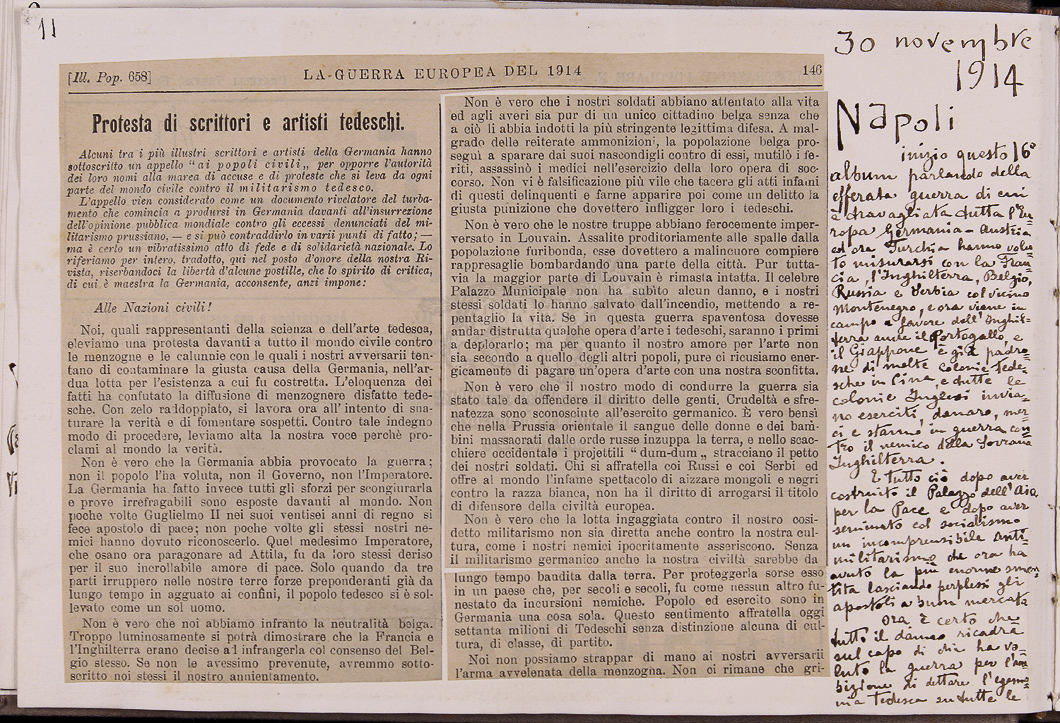 11
[Ill. Pop. 658]
LA GUERRA EUROPEA DEL 1914
146
Protesta di scrittori e artisti tedeschi.
Alcuni tra i più illustri scrittori e artisti della Germania hanno
sottoscritto un appello "ai popoli civili„ per opporre l'autorità
dei loro nomi alla marea di accuse e di proteste che si leva da ogni
parte del mondo civile contro il militarismo tedesco.
L'appello vien considerato come un documento rivelatore del turba-
mento che comincia a prodursi in Germania davanti all'insurrezione
dell'opinione pubblica mondiale contro gli eccessi denunciati del mi-
litarismo prussiano, — e si può contraddirlo in varii punti di fatto; —
ma è certo un vibratissimo atto di fede e di solidarietà nazionale. Lo
riferiamo per intero, tradotto, qui nel posto d'onore della nostra Ri-
vista, riserbandoci la libertà d'alcune postille, che lo spirito di critica,
di cui è maestra la Germania, acconsente, anzi impone:
Alle Nazioni civili!
Noi, quali rappresentanti della scienza e dell'arte tedesca,
eleviamo una protesta davanti a tutto il mondo civile contro
le menzogne e le calunnie con le quali i nostri avversarii ten-
tano di contaminare la giusta causa della Germania, nell'ar-
dua lotta per l'esistenza a cui fu costretta. L'eloquenza dei
fatti ha confutato la diffusione di menzognere disfatte tede-
sche. Con zelo raddoppiato, si lavora ora all'intento di sna-
turare la verità e di fomentare sospetti. Contro tale indegno
modo di procedere, leviamo alta la nostra voce perchè pro-
clami al mondo la verità.
Non è vero che la Germania abbia provocato la guerra;
non il popolo l'ha voluta, non il Governo, non l'Imperatore.
La Germania ha fatto invece tutti gli sforzi per scongiurarla
e prove irrefragabili sono esposte davanti al mondo. Non
poche volte Guglielmo II nei suoi ventisei anni di regno si
fece apostolo di pace; non poche volte gli stessi nostri ne-
mici hanno dovuto riconoscerlo. Quel medesimo Imperatore,
che osano ora paragonare ad Attila, fu da loro stessi deriso
per il suo incrollabile amore di pace. Solo quando da tre
parti irruppero nelle nostre terre forze preponderanti già da
lungo tempo in agguato ai confini, il popolo tedesco si è sol-
levato come un sol uomo.
Non è vero che noi abbiamo infranto la neutralità belga.
Troppo luminosamente si potrà dimostrare che la Francia e
l'Inghilterra erano decise ad infrangerla col consenso del Bel-
gio stesso. Se non le avessimo prevenute, avremmo sotto-
scritto noi stessi il nostro annientamento.
Non è vero che i nostri soldati abbiano attentato alla vita
ed agli averi sia pur di un unico cittadino belga senza che
a ciò li abbia indotti la più stringente legittima difesa. A mal-
grado delle reiterate ammonizioni, la popolazione belga pro-
seguì a sparare dai suoi nascondigli contro di essi, mutilò i fe-
riti, assassinò i medici nell'esercizio della loro opera di soc-
corso. Non vi è falsificazione più vile che tacere gli atti infami
di questi delinquenti e farne apparire poi come un delitto la
giusta punizione che dovettero infligger loro i tedeschi.
Non è vero che le nostre truppe abbiano ferocemente imper-
versato in Louvain. Assalite proditoriamente alle spalle dalla
popolazione furibonda, esse dovettero a malincuore compiere
rappresaglie bombardando una parte della città. Pur tutta-
via la maggior parte di Louvain è rimasta intatta. Il celebre
Palazzo Municipale non ha subito alcun danno, e i nostri
stessi soldati lo hanno salvato dall'incendio, mettendo a re-
pentaglio la vita. Se in questa guerra spaventosa dovesse
andar distrutta qualche opera d'arte i tedeschi, saranno i primi
a deplorarlo; ma per quanto il nostro amore per l'arte non
sia secondo a quello degli altri popoli, pure ci ricusiamo ener-
gicamente di pagare un'opera d'arte con una nostra sconfitta.
Non è vero che il nostro modo di condurre la guerra sia
stato tale da offendere il diritto delle genti. Crudeltà e sfre-
natezza sono sconosciute all'esercito germanico. È vero bensì
che nella Prussia orientale il sangue delle donne e dei bam-
bini massacrati dalle orde russe inzuppa la terra, e nello scac-
chiere occidentale i projettili "dum-dum„ stracciano il petto
dei nostri soldati. Chi si affratella coi Russi e coi Serbi ed
offre al mondo l'infame spettacolo di aizzare mongoli e negri
contro la razza bianca, non ha il diritto di arrogarsi il titolo
di difensore della civiltà europea.
Non è vero che la lotta ingaggiata contro il nostro cosi-
detto militarismo non sia diretta anche contro la nostra cul-
tura, come i nostri nemici ipocritamente asseriscono. Senza
il militarismo germanico anche la nostra civiltà sarebbe da
lungo tempo bandita dalla terra. Per proteggerla sorse esso
in un paese che, per secoli e secoli, fu come nessun altro fu-
nestato da incursioni nemiche. Popolo ed esercito sono in
Germania una cosa sola. Questo sentimento affratella oggi
settanta milioni di Tedeschi senza distinzione alcuna di cul-
tura, di classe, di partito.
Noi non possiamo strappar di mano ai nostri avversarii
l'arma avvelenata della menzogna. Non ci rimane che gri-
30 novembre
1914
Napoli
inizio questo 16°
album parlando della
efferata guerra di cui
è travagliata tutta l'Eu=
ropa Germania - Austria
ed ora Turchia hanno volu=
to misurarsi con la Fran=
cia, l'Inghilterra, Belgio,
Russia e Serbia col vicino
Montenegro, e ora viene in
campo a favore dell'Inghil=
terra anche il Portogallo, e
il Giappone è già padro=
ne di molte colonie Tede=
sche in Cina, e tutte le
colonie Inglesi invia=
no eserciti, danaro, mer
ci e stanno in guerra con
tro il nemico della Sovrana
Inghilterra.
E tutto ciò dopo aver
costruito il Palazzo dell'Aia
per la Pace e dopo aver
seminato col socialismo
un incomprensibile anti=
militarismo che ora ha
avuto la più enorme smen
tita lasciando perplessi gli
apostoli a buon mercato
Ora è certo che
tutto il danno ricadrà
sul capo di chi ha vo=
luto la guerra per l'am
bizione di dettare l'egemo=
nia Tedesca su tutte le